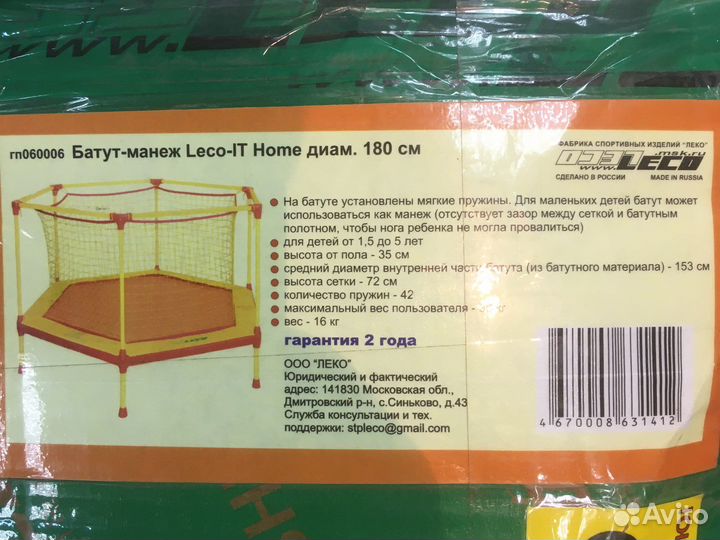 гп060006 Батут-манеж Leco-IT Home диам. 180 см
ФАБРИКА СПОРТИВНЫХ ИЗДЕЛИЙ "ЛЕКО"
www.LECO.msk.ru
СДЕЛАНО В РОССИИ MADE IN RUSSIA
На батуте установлены мягкие пружины. Для маленьких детей батут может
использоваться как манеж (отсутствует зазор между сеткой и батутным
полотном, чтобы нога ребенка не могла провалиться)
для детей от 1,5 до 5 лет
высота от пола - 35 см
средний диаметр внутренней части батута (из батутного материала) - 153 см
высота сетки - 72 см
количество пружин - 42
максимальный вес пользователя -
вес - 16 кг
гарантия 2 года
ООО "ЛЕКО"
Юридический и фактический
адрес: 141830 Московская обл.,
Дмитровский р-н, с.Синьково, д.43
Служба консультации и тех.
поддержки: stpleco@gmail.com
4 670008 631412
Avito